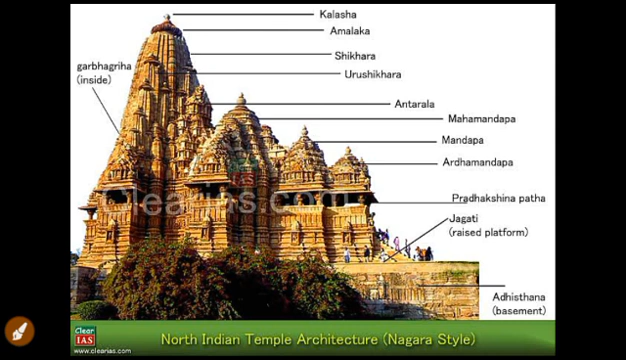 Kalasha
Amalaka
Shikhara
Urushikhara
garbhagriha
(inside)
Antarala
Mahamandapa
Mandapa
Ardhamandapa
Clearias.com
Pradhakshina patha
Jagati
(raised platform)
Adhisthana
(basement)
Clear
IAS
www.clearias.com
North Indian Temple Architecture (Nagara Style)